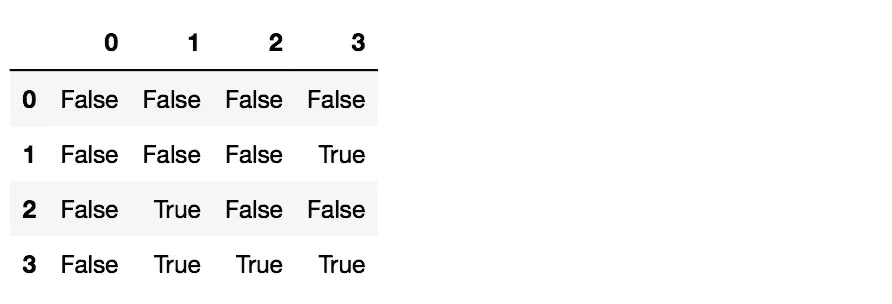 0 1 2 3
0 False False False False
1 False False False True
2 False True False False
3 False True True True